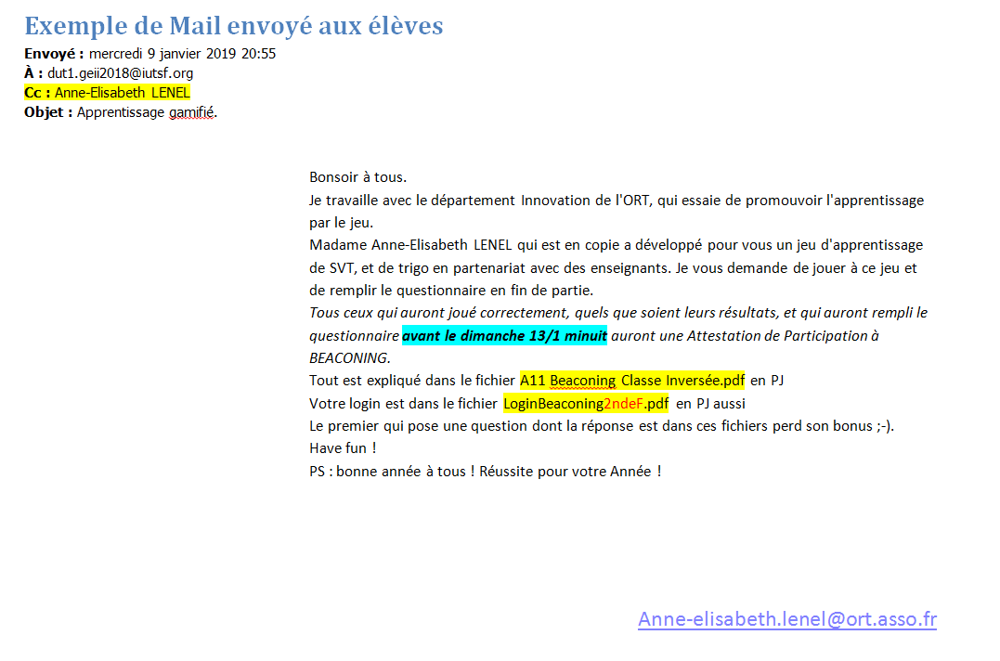 Exemple de Mail envoyé aux élèves
Envoyé : mercredi 9 janvier 2019 20:55
À : dut1.geii2018@iutsf.org
Cc : Anne-Elisabeth LENEL
Objet : Apprentissage gamifié.
Bonsoir à tous.
Je travaille avec le département Innovation de l'ORT, qui essaie de promouvoir l'apprentissage
par le jeu.
Madame Anne-Elisabeth LENEL qui est en copie a développé pour vous un jeu d'apprentissage
de SVT, et de trigo en partenariat avec des enseignants. Je vous demande de jouer à ce jeu et
de remplir le questionnaire en fin de partie.
Tous ceux qui auront joué correctement, quels que soient leurs résultats, et qui auront rempli le
questionnaire avant le dimanche 13/1 minuit auront une Attestation de Participation à
BEACONING.
Tout est expliqué dans le fichier A11 Beaconing Classe Inversée.pdf en PJ
Votre login est dans le fichier LoginBeaconing2ndeF.pdf en PJ aussi
Le premier qui pose une question dont la réponse est dans ces fichiers perd son bonus ;-).
Have fun !
PS : bonne année à tous ! Réussite pour votre Année !
Anne-elisabeth.lenel@ort.asso.fr